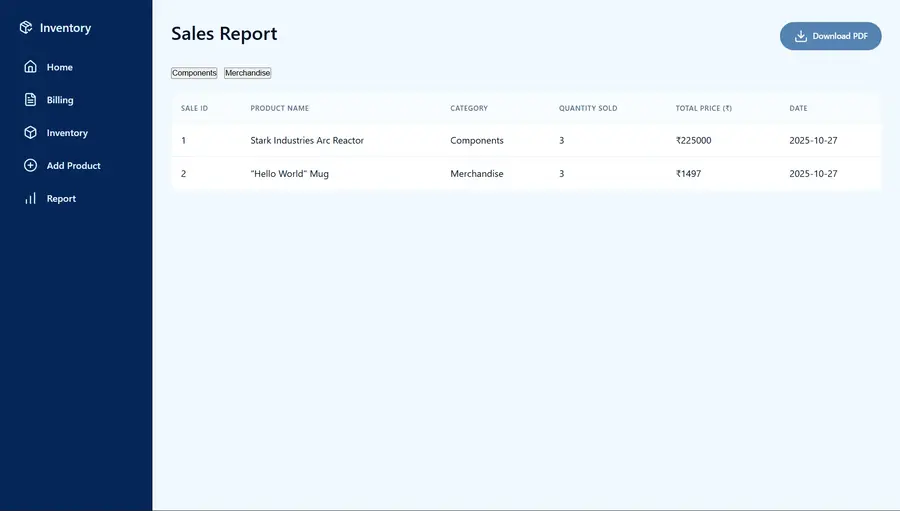 Inventory
Home
Billing
Inventory
Add Product
Report
Sales Report
Download PDF
Components Merchandise
SALE ID PRODUCT NAME CATEGORY QUANTITY SOLD TOTAL PRICE (₹) DATE
1 Stark Industries Arc Reactor Components 3 ₹225000 2025-10-27
2 "Hello World" Mug Merchandise 3 ₹1497 2025-10-27